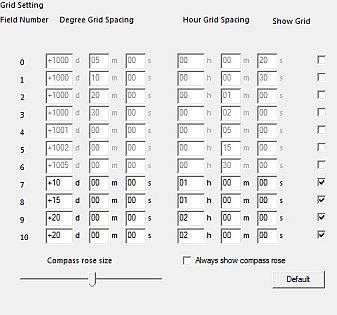 Grid Setting
Field Number Degree Grid Spacing Hour Grid Spacing Show Grid
0 +1000 d 05 m 00 s 00 h 00 m 20 s
1 +1000 d 10 m 00 s 00 h 00 m 30 s
2 +1000 d 20 m 00 s 00 h 01 m 00 s
3 +1000 d 30 m 00 s 00 h 02 m 00 s
4 +1001 d 00 m 00 s 00 h 05 m 00 s
5 +1002 d 00 m 00 s 00 h 15 m 00 s
6 +1005 d 00 m 00 s 00 h 30 m 00 s
7 +10 d 00 m 00 s 01 h 00 m 00 s
8 +15 d 00 m 00 s 01 h 00 m 00 s
9 +20 d 00 m 00 s 02 h 00 m 00 s
10 +20 d 00 m 00 s 02 h 00 m 00 s
Compass rose size Always show compass rose
Default